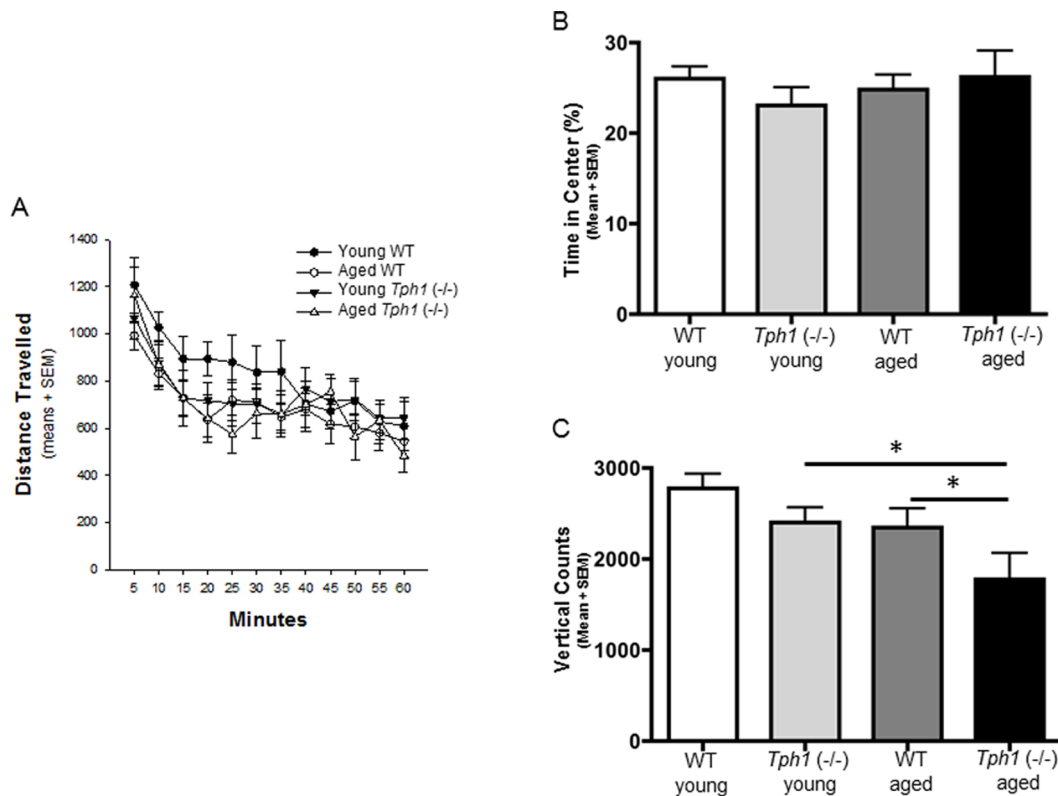 A
1400
1200
1000
800
600
400
200
0
Distance Travelled
(means + SEM)
Young WT
Aged WT
Young Tph1 (-/-)
Aged Tph1 (-/-)
5 10 15 20 25 30 35 40 45 50 55 60
Minutes
B
30
20
10
0
Time in Center (%)
(Mean + SEM)
WT
young
Tph1 (-/-)
young
WT
aged
Tph1 (-/-)
aged
C
3000
2000
1000
0
Vertical Counts
(Mean + SEM)
*
*
WT
young
Tph1 (-/-)
young
WT
aged
Tph1 (-/-)
aged